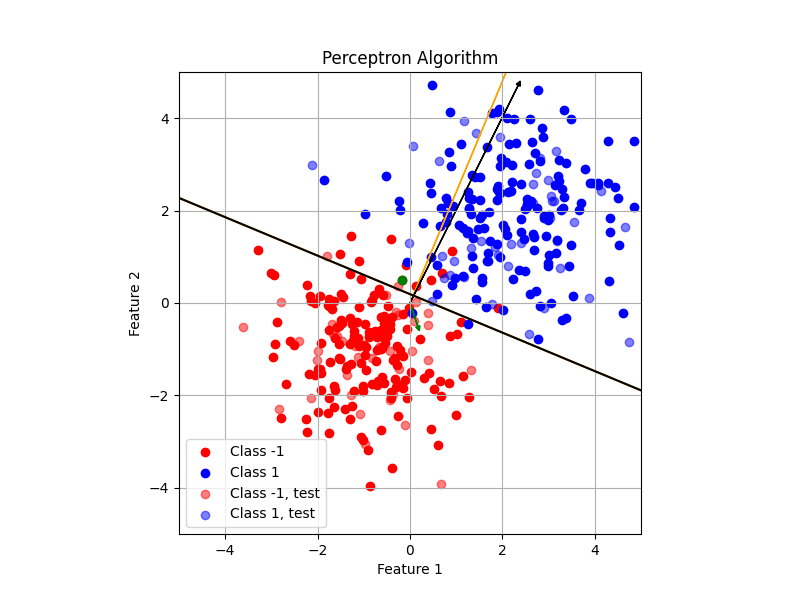 Perceptron Algorithm
Feature 2
4
2
0
−2
−4
Class -1
Class 1
Class -1, test
Class 1, test
−4 −2 0 2 4
Feature 1